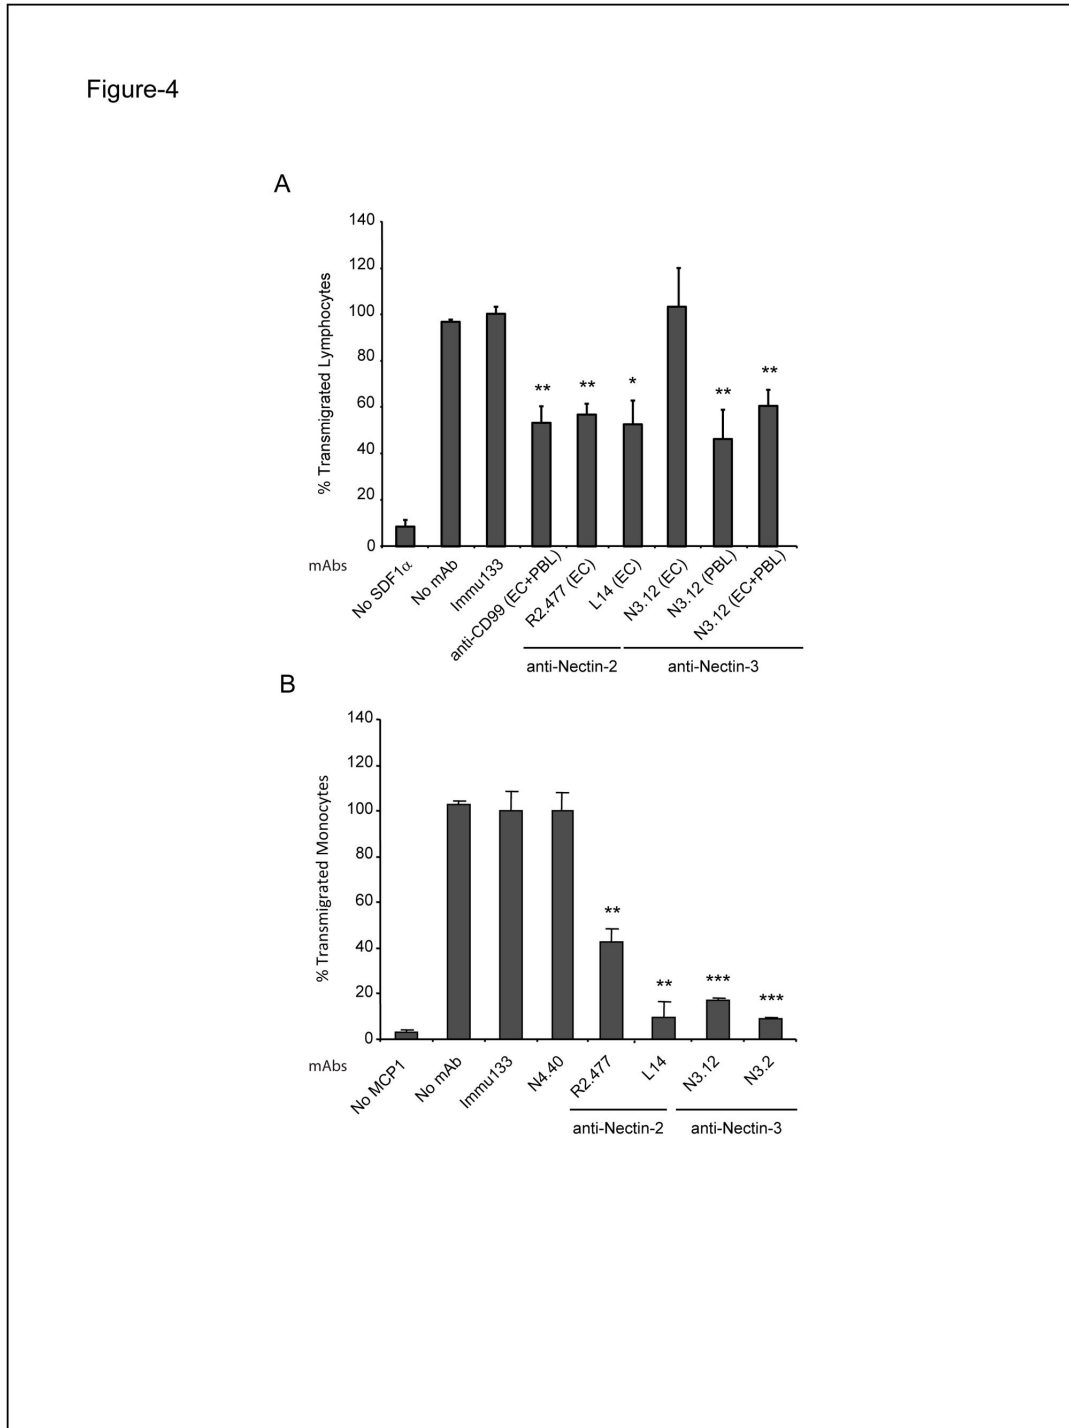 Figure-4
A
140
120
100
80
60
40
20
0
% Transmigrated Lymphocytes
** ** * ** **
mAbs
No SDF1α
No mAb
Immu133
anti-CD99 (EC+PBL)
R2.477 (EC)
L14 (EC)
N3.12 (EC)
N3.12 (PBL)
N3.12 (EC+PBL)
anti-Nectin-2 anti-Nectin-3
B
140
120
100
80
60
40
20
0
% Transmigrated Monocytes
** ** *** ***
mAbs
No MCP1
No mAb
Immu133
N4.40
R2.477
L14
N3.12
N3.2
anti-Nectin-2 anti-Nectin-3